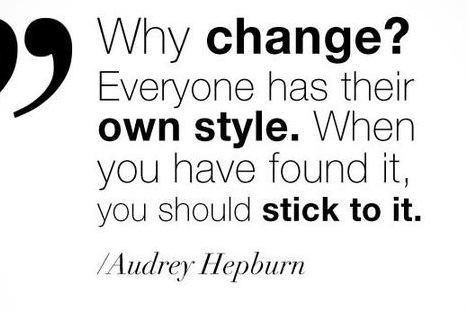 Why change?
Everyone has their
own style. When
you have found it,
you should stick to it.
/Audrey Hepburn